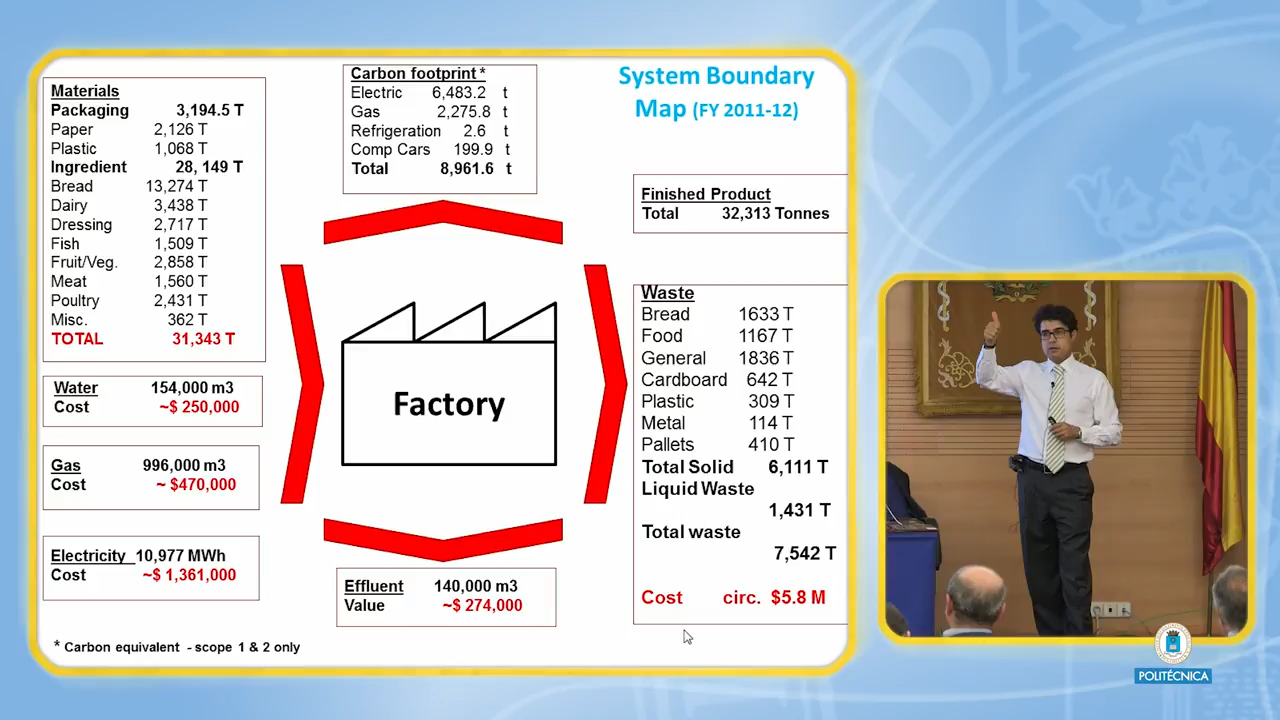 System Boundary
Map (FY 2011-12)
Materials
Packaging 3,194.5 T
Paper 2,126 T
Plastic 1,068 T
Ingredient 28, 149 T
Bread 13,274 T
Dairy 3,438 T
Dressing 2,717 T
Fish 1,509 T
Fruit/Veg. 2,858 T
Meat 1,560 T
Poultry 2,431 T
Misc. 362 T
TOTAL 31,343 T
Water 154,000 m3
Cost ~$ 250,000
Gas 996,000 m3
Cost ~ $470,000
Electricity 10,977 MWh
Cost ~$ 1,361,000
* Carbon equivalent - scope 1 & 2 only
Carbon footprint *
Electric 6,483.2 t
Gas 2,275.8 t
Refrigeration 2.6 t
Comp Cars 199.9 t
Total 8,961.6 t
Factory
Effluent 140,000 m3
Value ~$ 274,000
Finished Product
Total 32,313 Tonnes
Waste
Bread 1633 T
Food 1167 T
General 1836 T
Cardboard 642 T
Plastic 309 T
Metal 114 T
Pallets 410 T
Total Solid 6,111 T
Liquid Waste
1,431 T
Total waste
7,542 T
Cost circ. $5.8 M
POLITÉCNICA